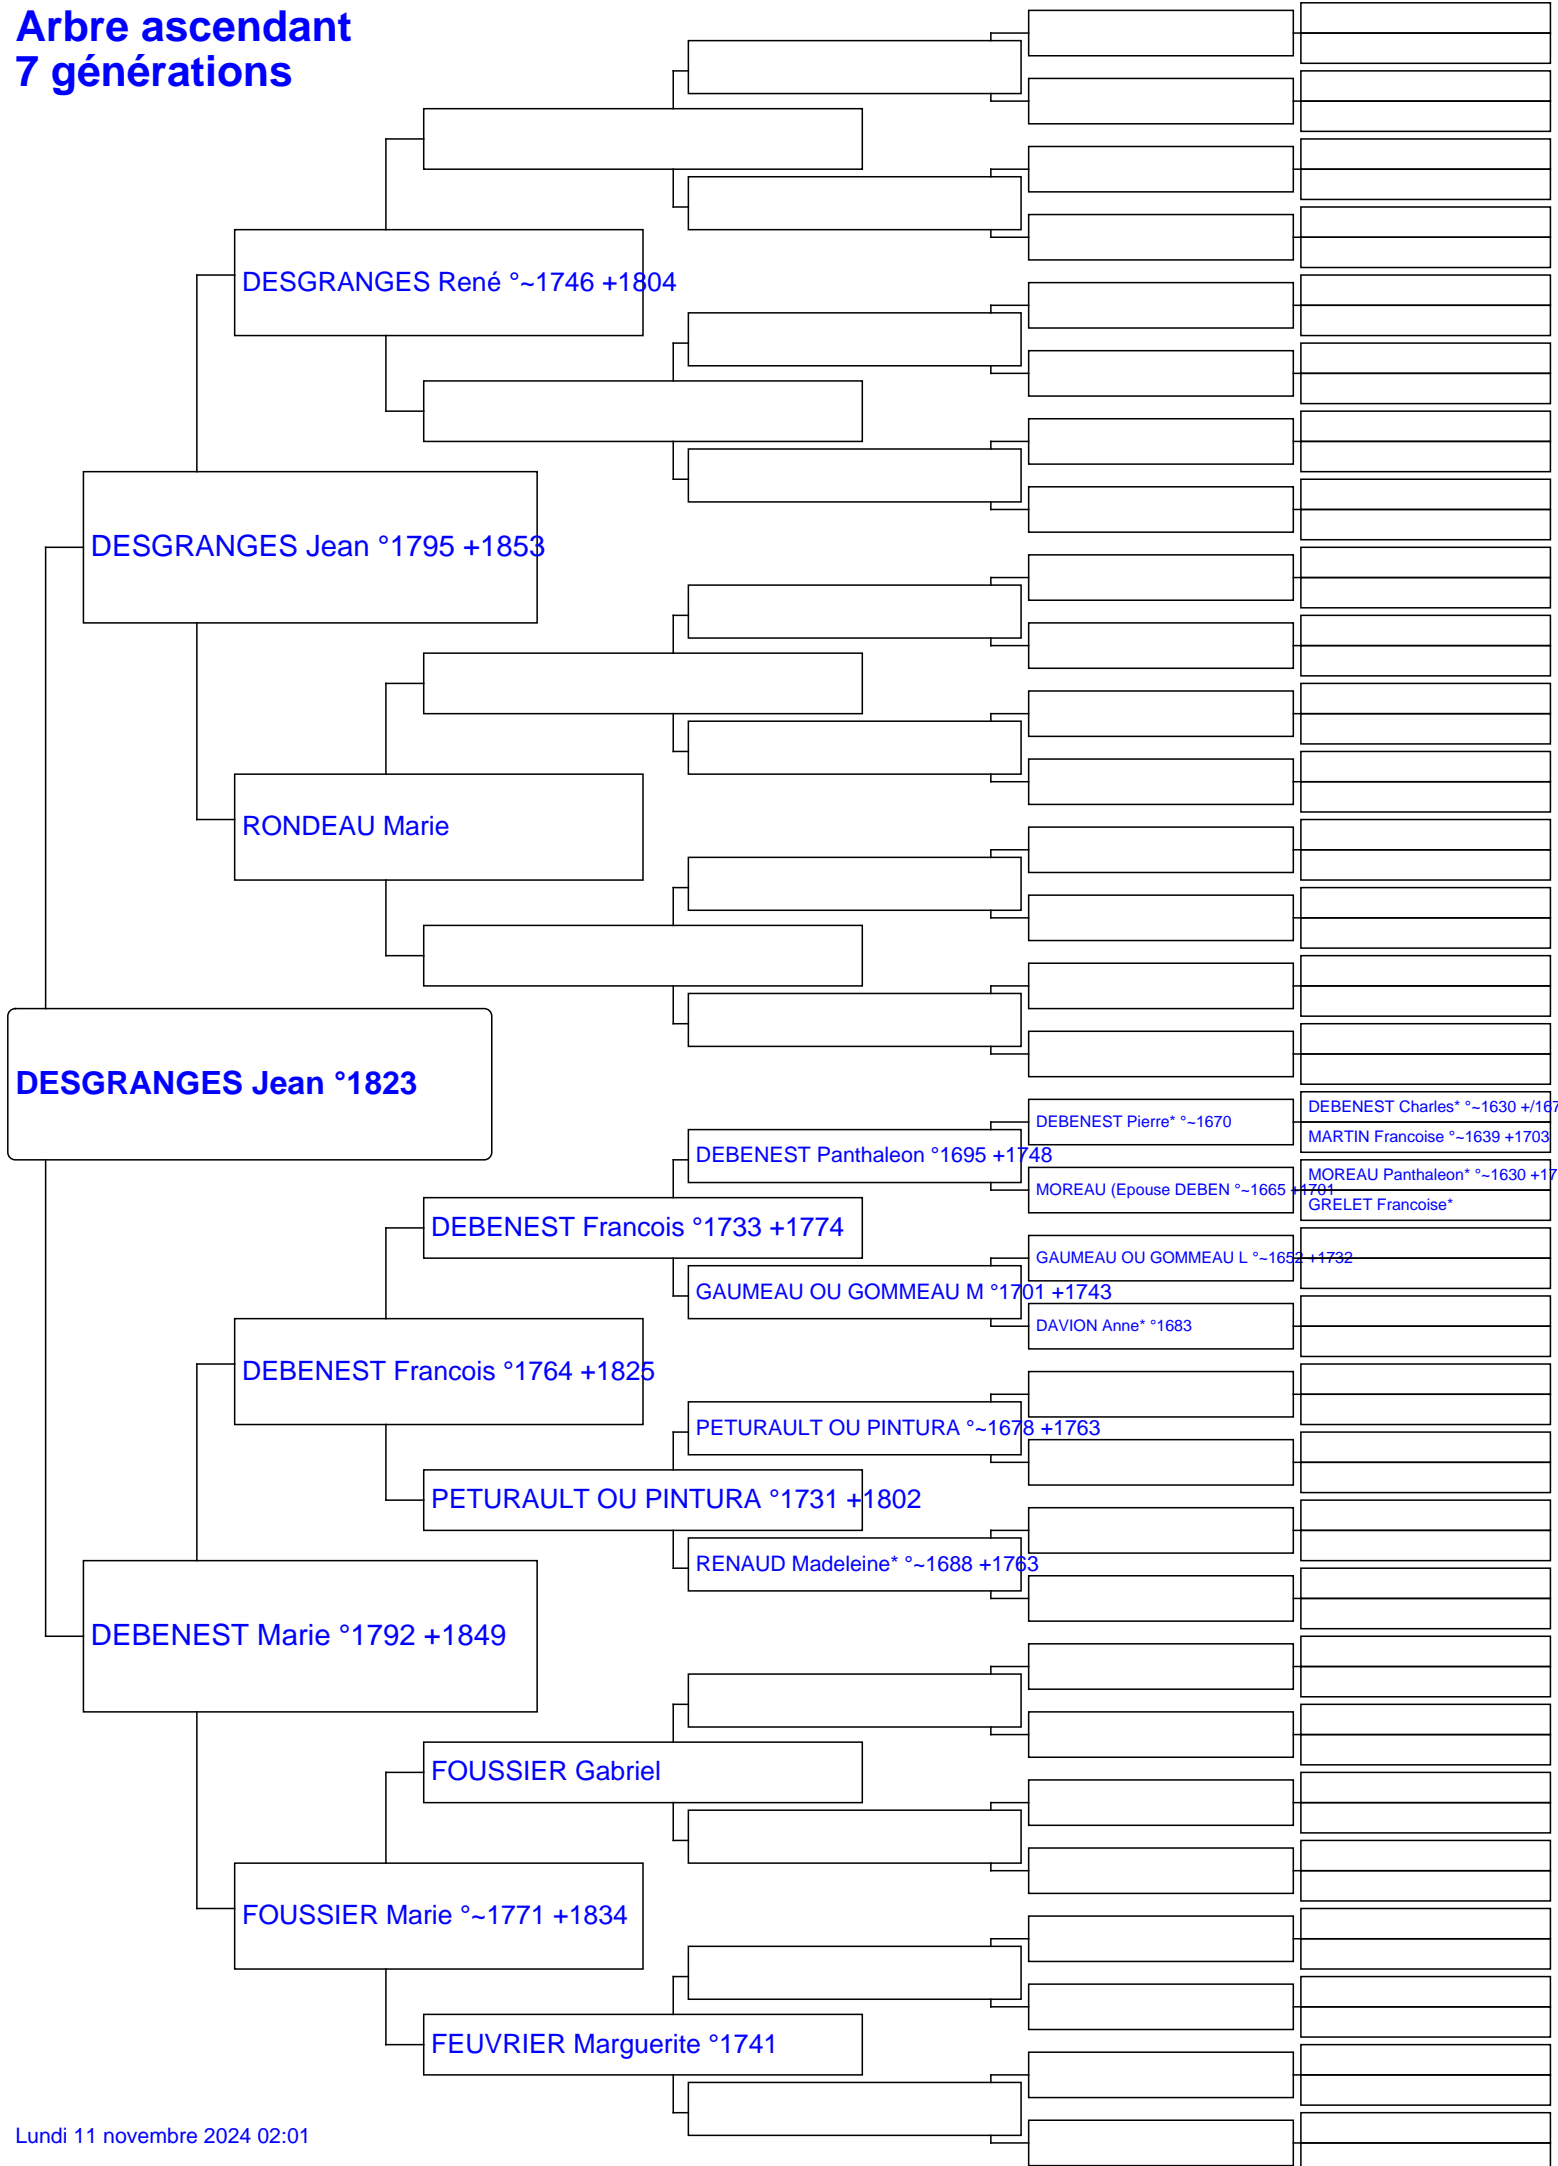 Arbre ascendant
7 générations
DESGRANGES René °~1746 +1804
DESGRANGES Jean °1795 +1853
RONDEAU Marie
DESGRANGES Jean °1823
DEBENEST Charles* °~1630 +/167
DEBENEST Pierre* °~1670
MARTIN Francoise °~1639 +1703
DEBENEST Panthaleon °1695 +1748
MOREAU Panthaleon* °~1630 +17
MOREAU (Epouse DEBEN °~1665 +1701
GRELET Francoise*
DEBENEST Francois °1733 +1774
GAUMEAU OU GOMMEAU L °~1652 +1732
GAUMEAU OU GOMMEAU M °1701 +1743
DAVION Anne* °1683
DEBENEST Francois °1764 +1825
PETURAULT OU PINTURA °~1678 +1763
PETURAULT OU PINTURA °1731 +1802
RENAUD Madeleine* °~1688 +1763
DEBENEST Marie °1792 +1849
FOUSSIER Gabriel
FOUSSIER Marie °~1771 +1834
FEUVRIER Marguerite °1741
Lundi 11 novembre 2024 02:01